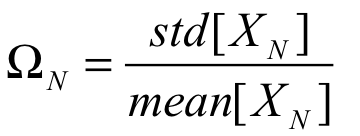 Ω_N = std[X_N] / mean[X_N]